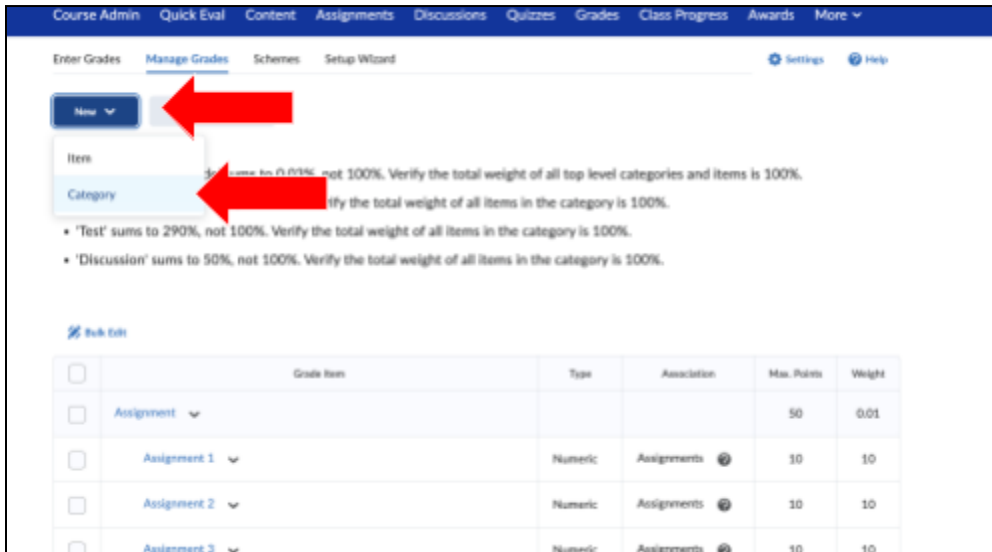 Course Admin Quick Eval Content Assignments Discussions Quizzes Grades Class Progress Awards More
Enter Grades Manage Grades Schemes Setup Wizard Settings Help
New
Item
sums to 0.03%, not 100%. Verify the total weight of all top level categories and items is 100%.
Category
the total weight of all items in the category is 100%.
• 'Test' sums to 290%, not 100%. Verify the total weight of all items in the category is 100%.
• 'Discussion' sums to 50%, not 100%. Verify the total weight of all items in the category is 100%.
Bulk Edit
Grade Item Type Association Max. Points Weight
Assignment 50 0.01
Assignment 1 Numeric Assignments 10 10
Assignment 2 Numeric Assignments 10 10
Assignment 3 Numeric Assignments 10 10